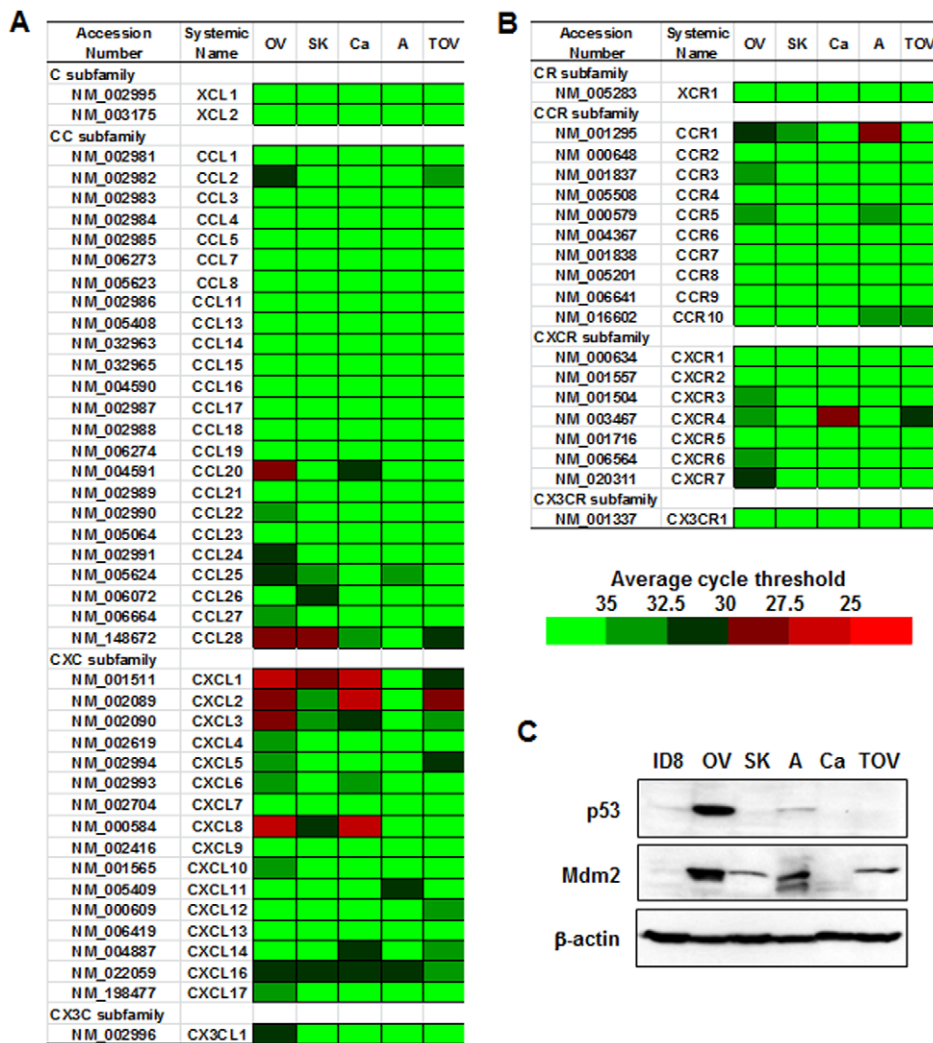 A
Accession Number Systemic Name OV SK Ca A TOV
C subfamily
NM_002995 XCL1
NM_003175 XCL2
CC subfamily
NM_002981 CCL1
NM_002982 CCL2
NM_002983 CCL3
NM_002984 CCL4
NM_002985 CCL5
NM_006273 CCL7
NM_005623 CCL8
NM_002986 CCL11
NM_005408 CCL13
NM_032963 CCL14
NM_032965 CCL15
NM_004590 CCL16
NM_002987 CCL17
NM_002988 CCL18
NM_006274 CCL19
NM_004591 CCL20
NM_002989 CCL21
NM_002990 CCL22
NM_005064 CCL23
NM_002991 CCL24
NM_005624 CCL25
NM_006072 CCL26
NM_006664 CCL27
NM_148672 CCL28
CXC subfamily
NM_001511 CXCL1
NM_002089 CXCL2
NM_002090 CXCL3
NM_002619 CXCL4
NM_002994 CXCL5
NM_002993 CXCL6
NM_002704 CXCL7
NM_000584 CXCL8
NM_002416 CXCL9
NM_001565 CXCL10
NM_005409 CXCL11
NM_000609 CXCL12
NM_006419 CXCL13
NM_004887 CXCL14
NM_022059 CXCL16
NM_198477 CXCL17
CX3C subfamily
NM_002996 CX3CL1
B
Accession Number Systemic Name OV SK Ca A TOV
CR subfamily
NM_005283 XCR1
CCR subfamily
NM_001295 CCR1
NM_000648 CCR2
NM_001837 CCR3
NM_005508 CCR4
NM_000579 CCR5
NM_004367 CCR6
NM_001838 CCR7
NM_005201 CCR8
NM_006641 CCR9
NM_016602 CCR10
CXCR subfamily
NM_000634 CXCR1
NM_001557 CXCR2
NM_001504 CXCR3
NM_003467 CXCR4
NM_001716 CXCR5
NM_006564 CXCR6
NM_020311 CXCR7
CX3CR subfamily
NM_001337 CX3CR1
Average cycle threshold
35 32.5 30 27.5 25
C
ID8 OV SK A Ca TOV
p53
Mdm2
β-actin